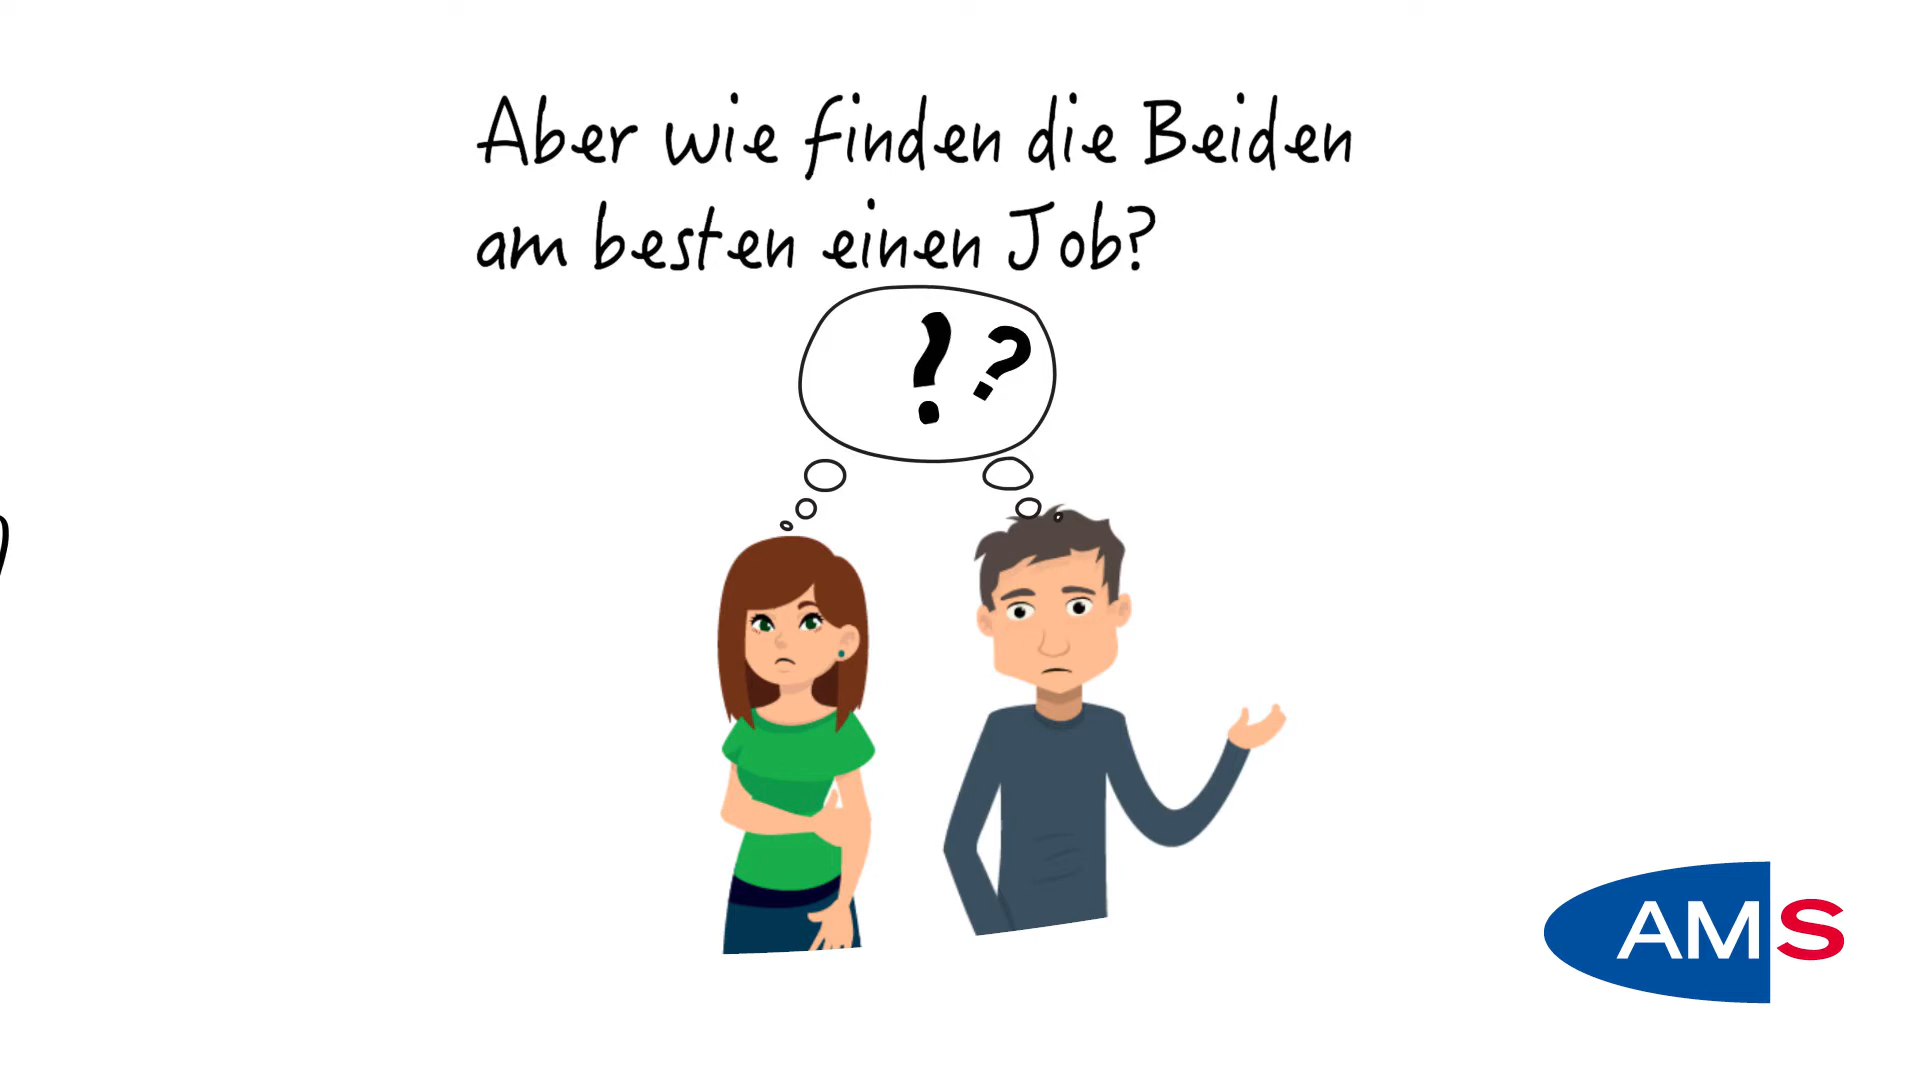 Aber wie finden die Beiden
am besten einen Job?
!?
AMS